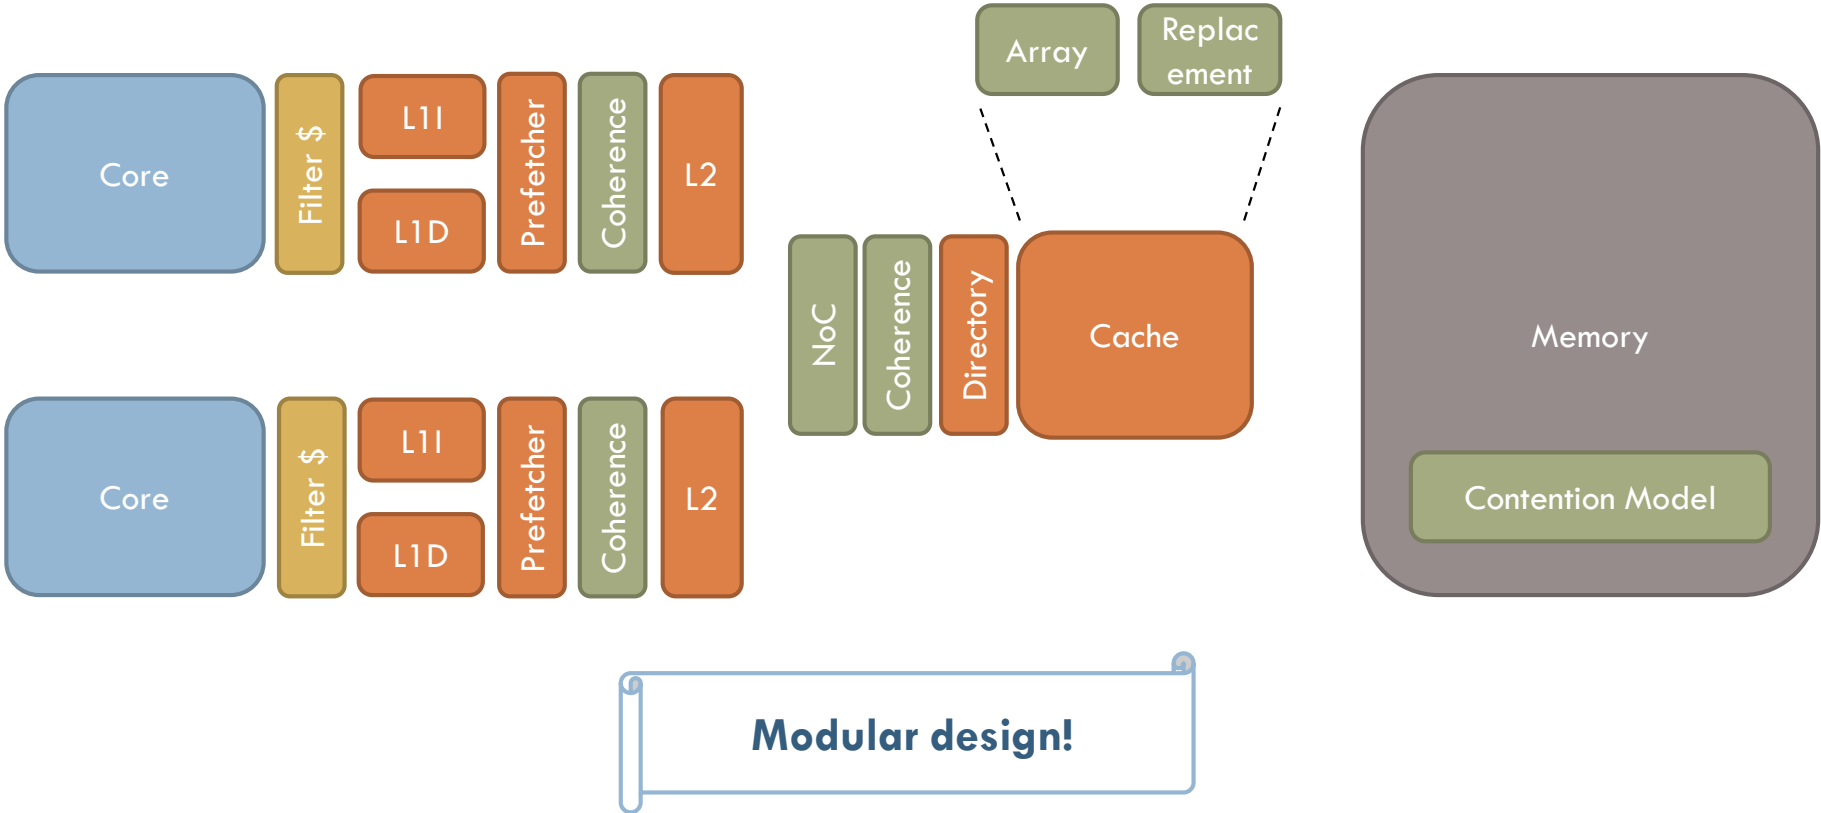 Core
Filter $
L1I
L1D
Prefetcher
Coherence
L2
Core
Filter $
L1I
L1D
Prefetcher
Coherence
L2
Array
Replac
ement
NoC
Coherence
Directory
Cache
Memory
Contention Model
Modular design!